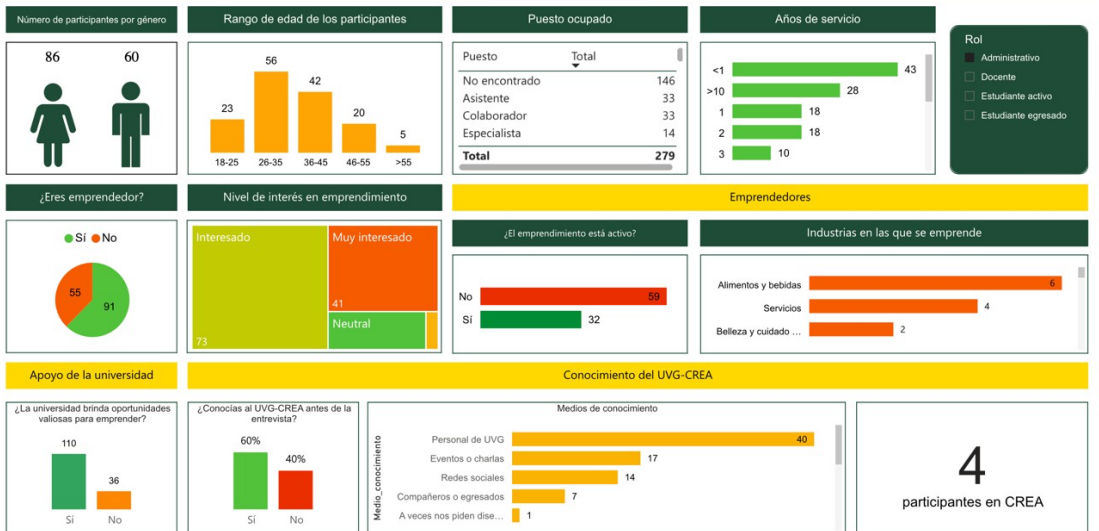 Número de participantes por género
86
60
Rango de edad de los participantes
23
56
42
20
5
18-25
26-35
36-45
46-55
>55
Puesto ocupado
Puesto Total
No encontrado 146
Asistente 33
Colaborador 33
Especialista 14
Total 279
Años de servicio
<1 43
>10 28
1 18
2 18
3 10
Rol
Administrativo
Docente
Estudiante activo
Estudiante egresado
¿Eres emprendedor?
Sí No
55
91
Nivel de interés en emprendimiento
Interesado
73
Muy interesado
41
Neutral
Emprendedores
¿El emprendimiento está activo?
No 59
Sí 32
Industrias en las que se emprende
Alimentos y bebidas 6
Servicios 4
Belleza y cuidado ... 2
Apoyo de la universidad
¿La universidad brinda oportunidades
valiosas para emprender?
110
36
Sí No
Conocimiento del UVG-CREA
¿Conocías al UVG-CREA antes de la
entrevista?
60%
40%
Sí No
Medios de conocimiento
Medio_conocimiento
Personal de UVG 40
Eventos o charlas 17
Redes sociales 14
Compañeros o egresados 7
A veces nos piden dise... 1
4
participantes en CREA